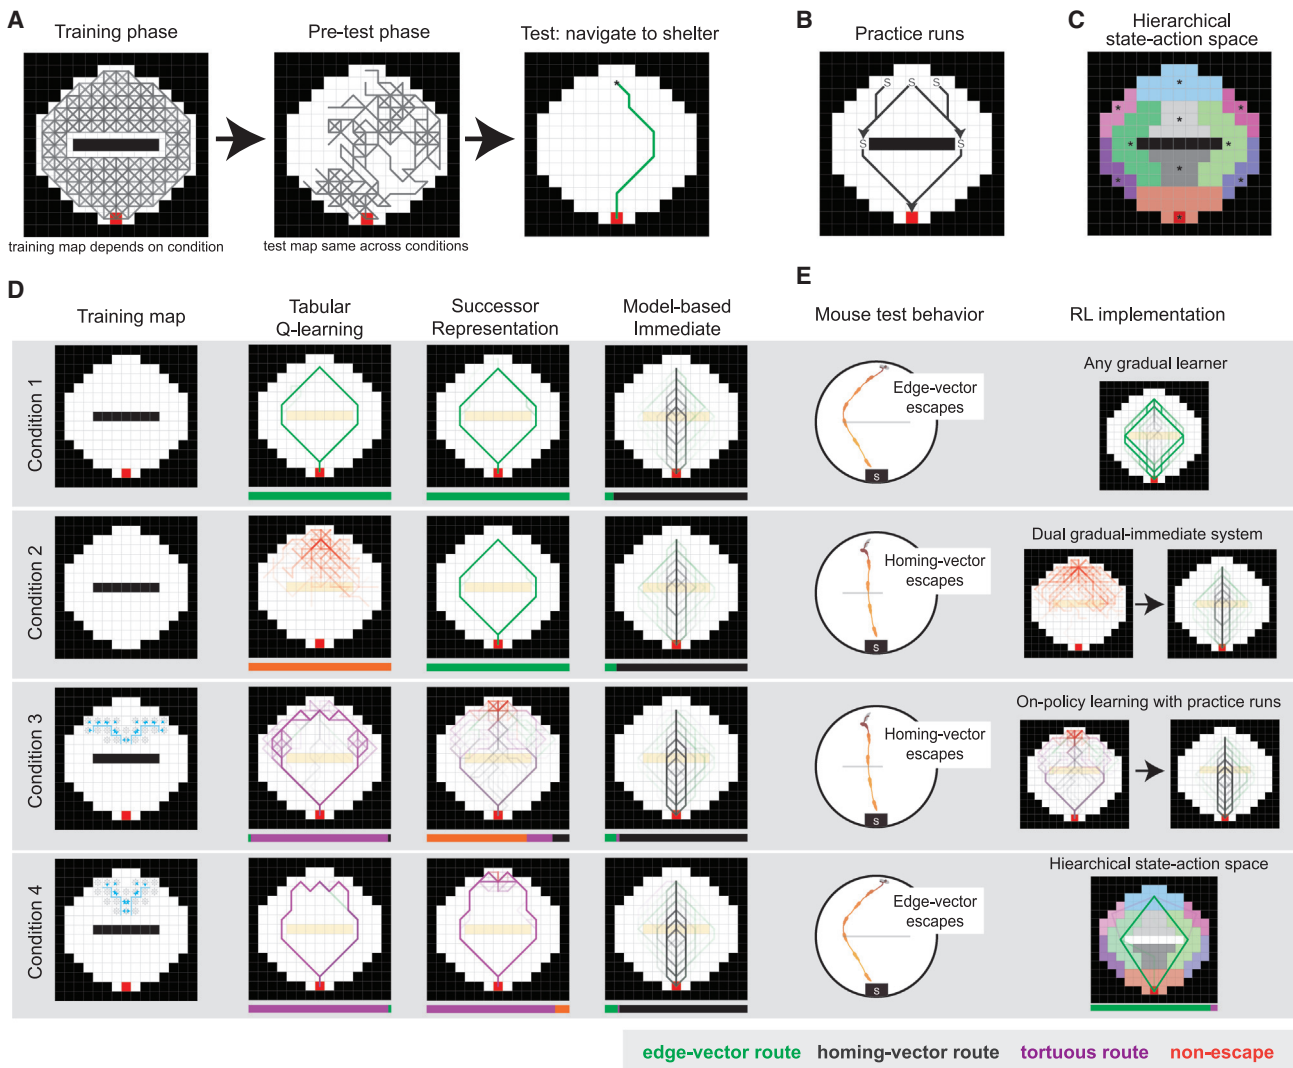 A
Training phase
Pre-test phase
Test: navigate to shelter
training map depends on condition
test map same across conditions
B
Practice runs
S
S
S
S
S
C
Hierarchical
state-action space
D
Training map
Tabular
Q-learning
Successor
Representation
Model-based
Immediate
E
Mouse test behavior
RL implementation
Condition 1
Edge-vector
escapes
S
Any gradual learner
Condition 2
Homing-vector
escapes
S
Dual gradual-immediate system
Condition 3
Homing-vector
escapes
S
On-policy learning with practice runs
Condition 4
Edge-vector
escapes
S
Hiearchical state-action space
edge-vector route
homing-vector route
tortuous route
non-escape